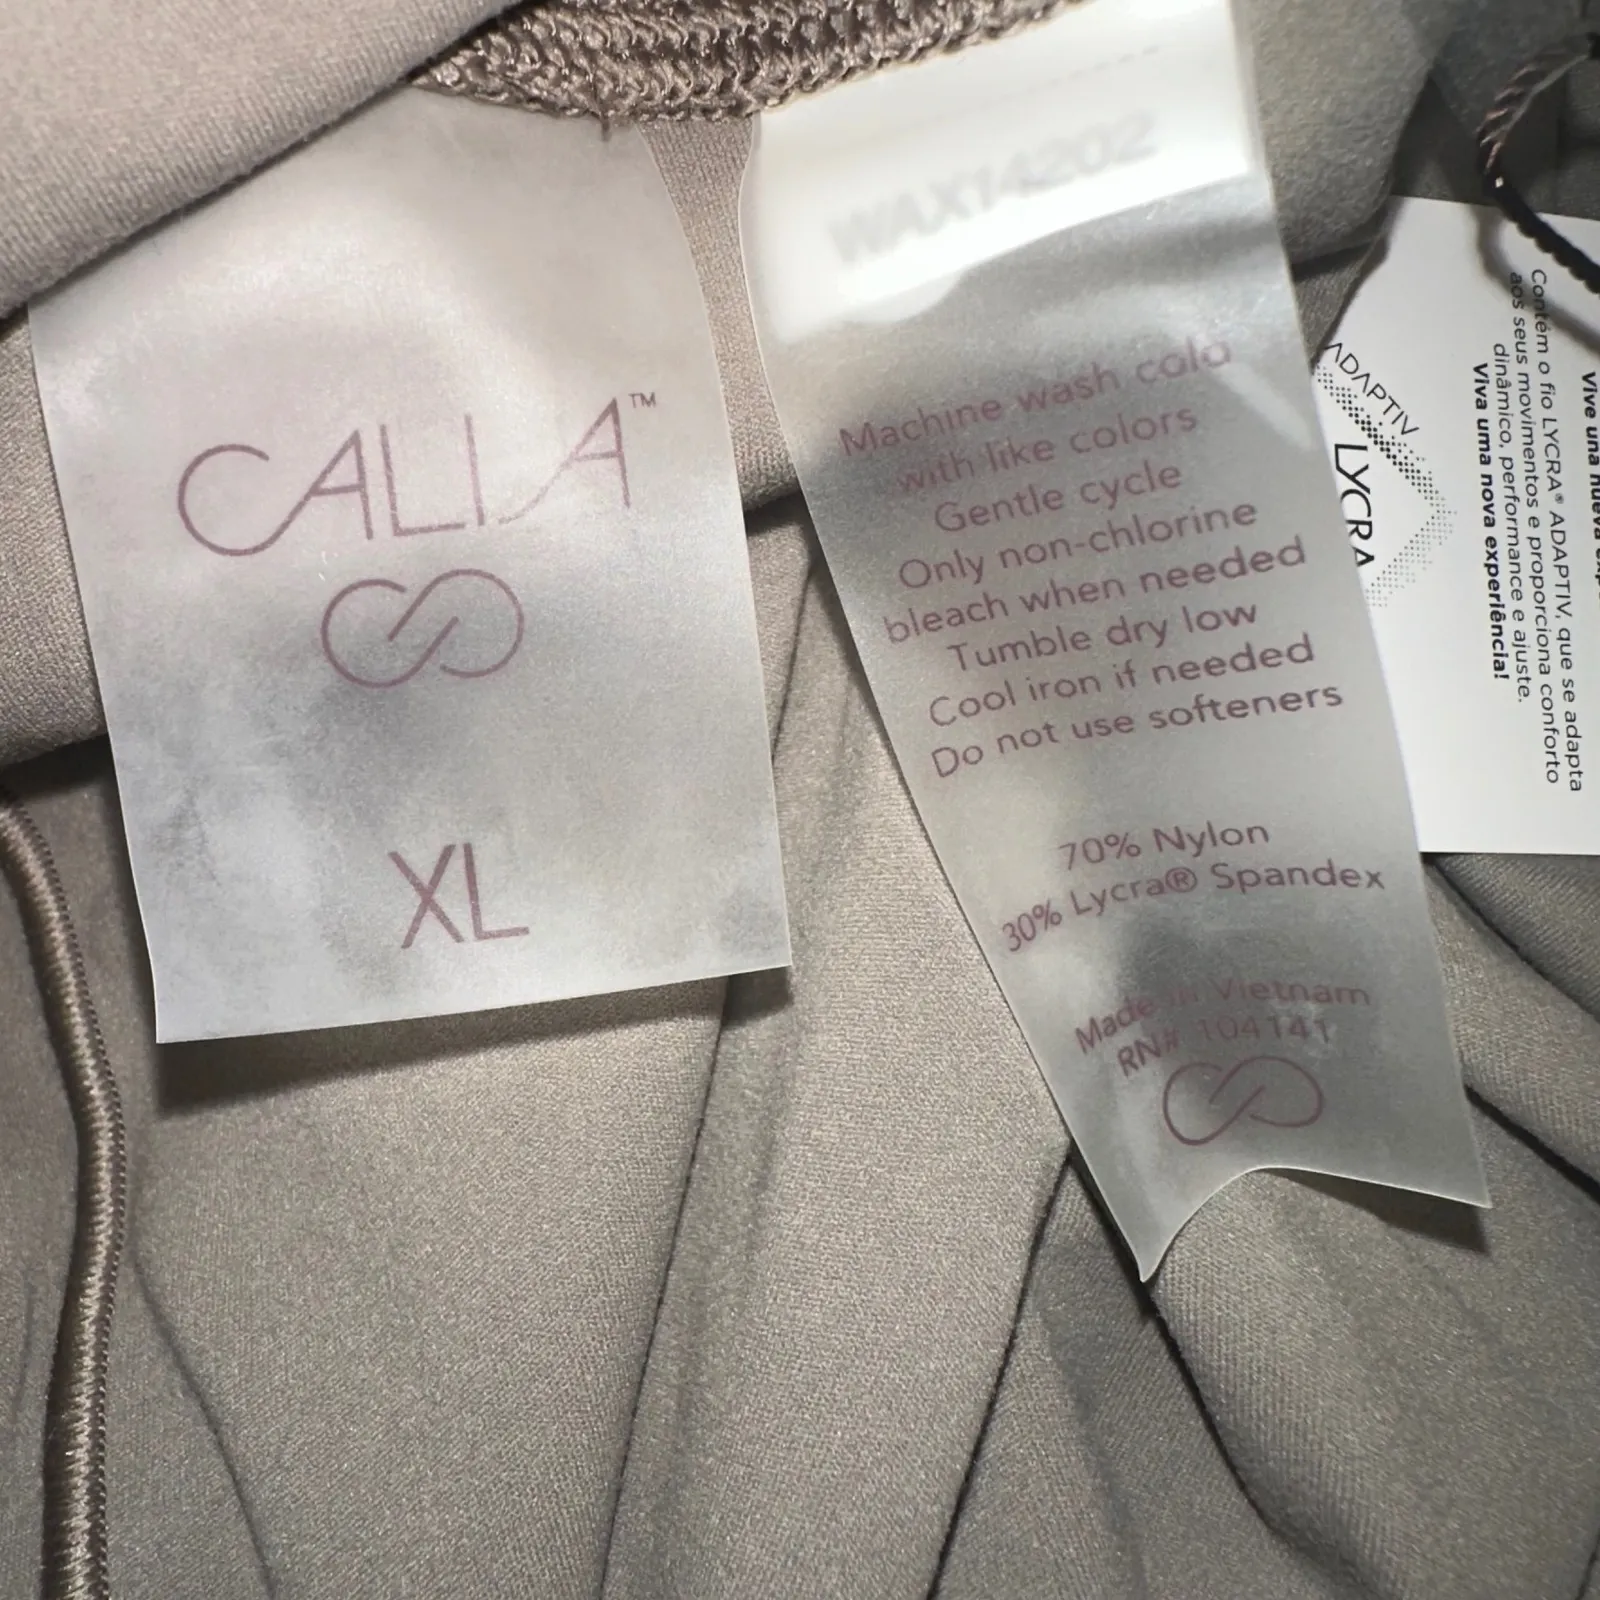 CALIA™
XL
WAX14202
Machine wash cold
with like colors
Gentle cycle
Only non-chlorine
bleach when needed
Tumble dry low
Cool iron if needed
Do not use softeners
70% Nylon
30% Lycra® Spandex
Made in Vietnam
RN# 104141
ADAPTIV
LYCRA
Vive una nueva
Contém o fio LYCRA® ADAPTIV, que se adapta
aos seus movimentos e proporciona conforto
dinâmico, performance e ajuste.
Viva uma nova experiência!